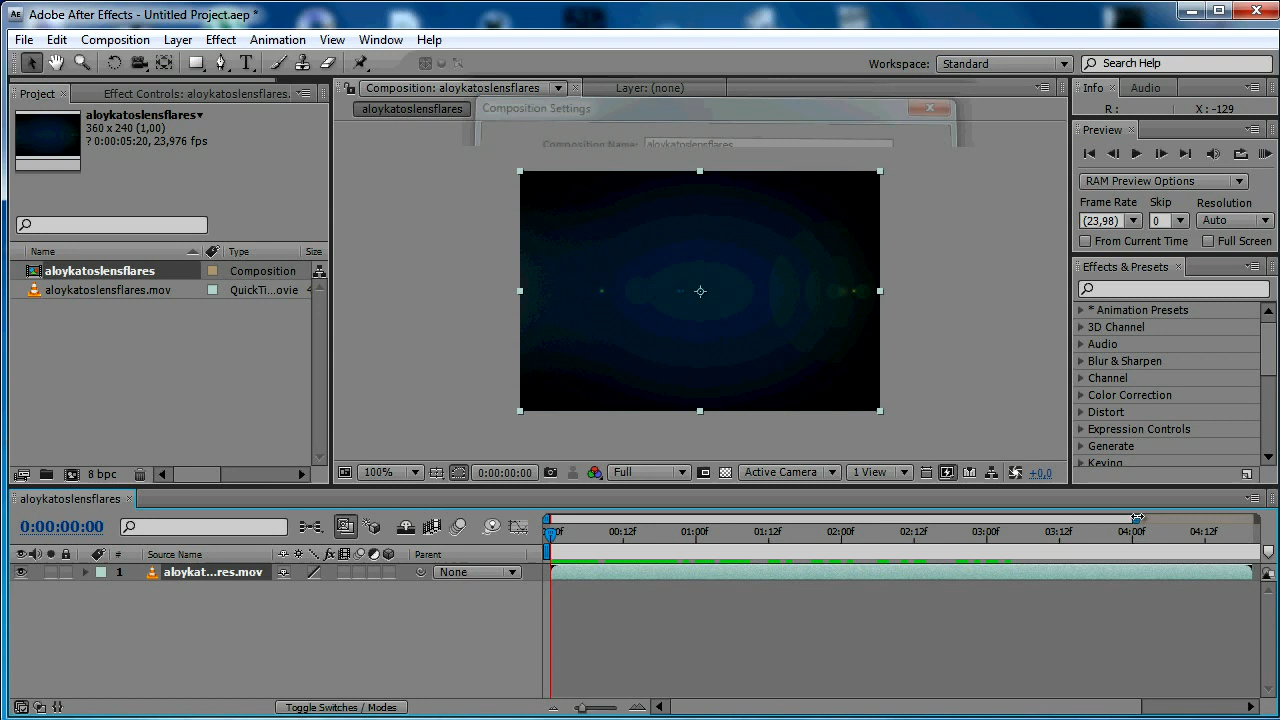 Adobe After Effects - Untitled Project.aep *
File Edit Composition Layer Effect Animation View Window Help
Workspace: Standard Search Help
Project Effect Controls: aloykatoslensflares. Composition: aloykatoslensflares Layer: (none) Info Audio
aloykatoslensflares
360 x 240 (1,00)
? 0:00:05:20, 23,976 fps
aloykatoslensflares
Composition Settings
Composition Name: aloykatoslensflares
R : X : -129
Preview
RAM Preview Options
Frame Rate Skip Resolution
(23,98) 0 Auto
From Current Time Full Screen
Effects & Presets
* Animation Presets
3D Channel
Audio
Blur & Sharpen
Channel
Color Correction
Distort
Expression Controls
Generate
Keying
Name Type Size
aloykatoslensflares Composition
aloykatoslensflares.mov QuickTi...ovie 4
8 bpc
100% 0:00:00:00 Full Active Camera 1 View +0,0
aloykatoslensflares
0:00:00:00
00:12f 01:00f 01:12f 02:00f 02:12f 03:00f 03:12f 04:00f 04:12f
# Source Name Parent
1 aloykat...res.mov None
Toggle Switches / Modes